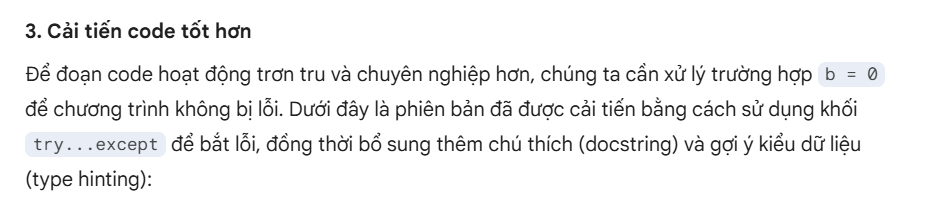 3. Cải tiến code tốt hơn
Để đoạn code hoạt động trơn tru và chuyên nghiệp hơn, chúng ta cần xử lý trường hợp b = 0
để chương trình không bị lỗi. Dưới đây là phiên bản đã được cải tiến bằng cách sử dụng khối
try...except để bắt lỗi, đồng thời bổ sung thêm chú thích (docstring) và gợi ý kiểu dữ liệu
(type hinting):